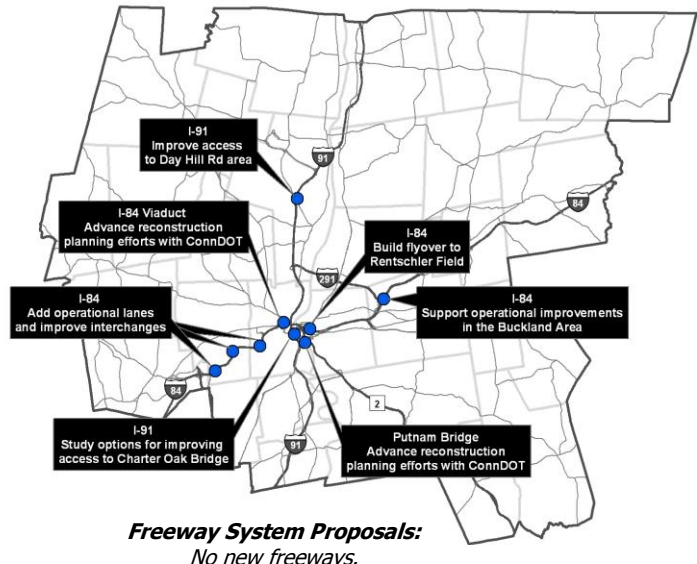 I-91
Improve access
to Day Hill Rd area
91
84
I-84 Viaduct
Advance reconstruction
planning efforts with ConnDOT
I-84
Build flyover to
Rentschler Field
291
I-84
Add operational lanes
and improve interchanges
I-84
Support operational improvements
in the Buckland Area
84
2
I-91
Study options for improving
access to Charter Oak Bridge
91
Putnam Bridge
Advance reconstruction
planning efforts with ConnDOT
Freeway System Proposals:
No new freeways.